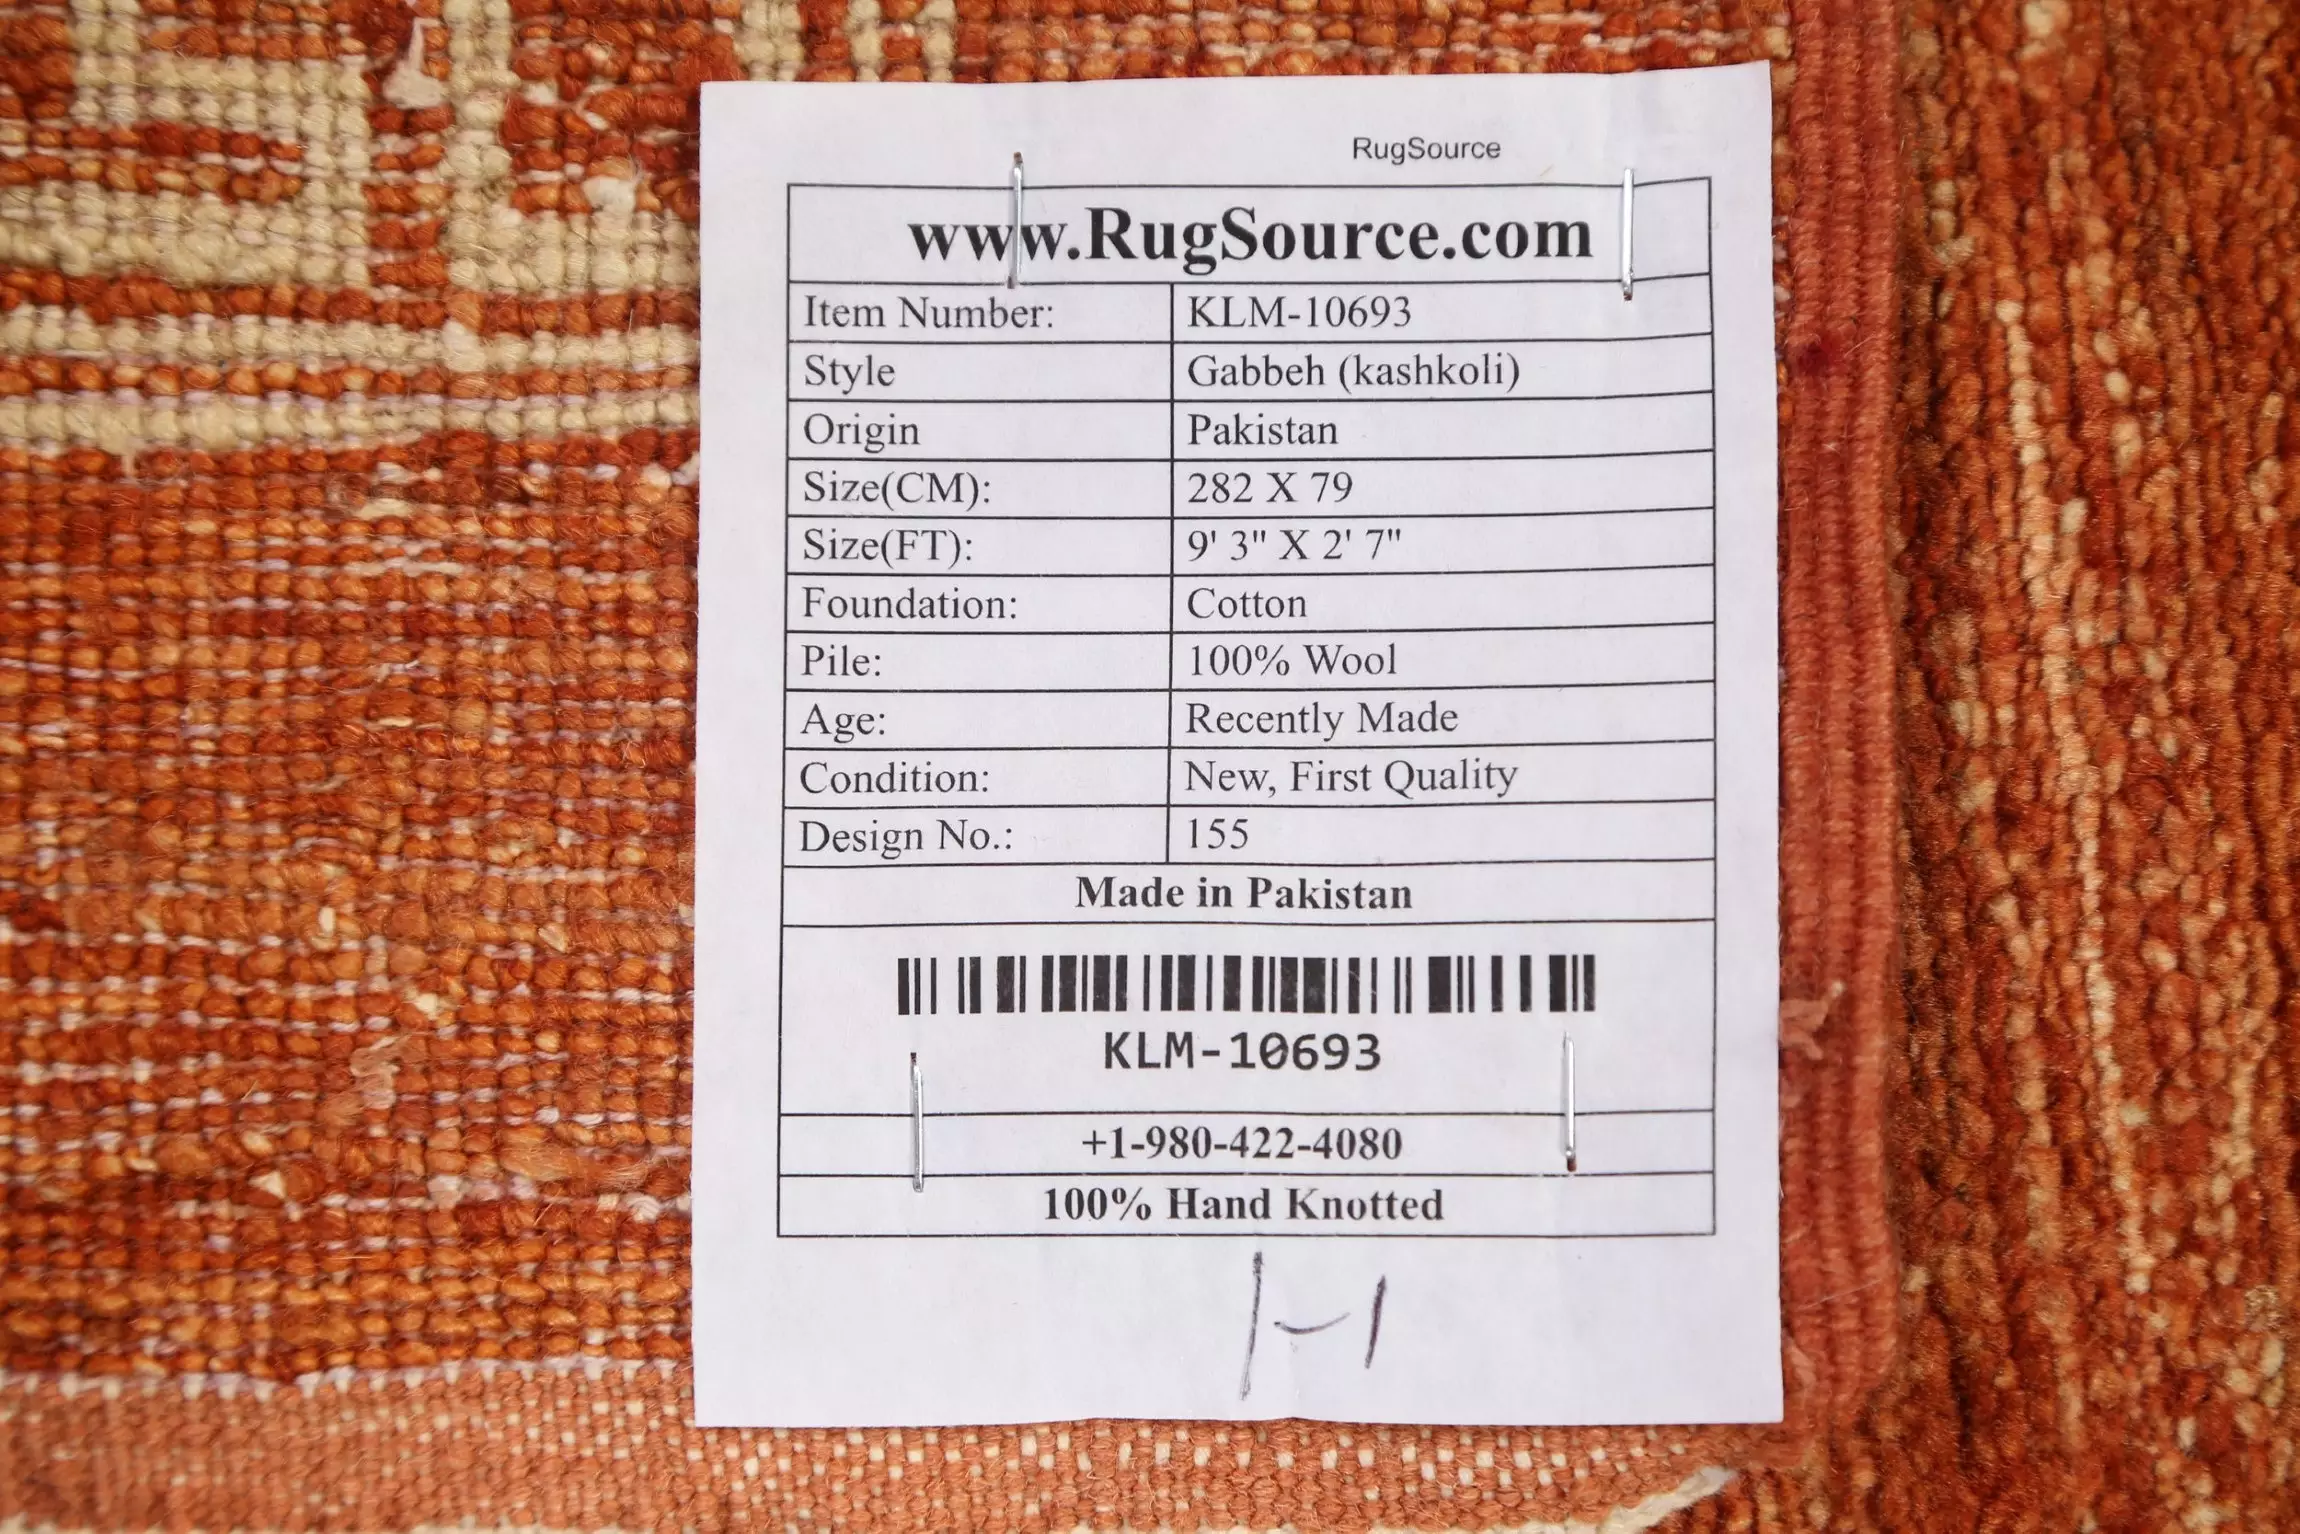 RugSource
www.RugSource.com
Item Number: KLM-10693
Style Gabbeh (kashkoli)
Origin Pakistan
Size(CM): 282 X 79
Size(FT): 9' 3" X 2' 7"
Foundation: Cotton
Pile: 100% Wool
Age: Recently Made
Condition: New, First Quality
Design No.: 155
Made in Pakistan
KLM-10693
+1-980-422-4080
100% Hand Knotted
1-1